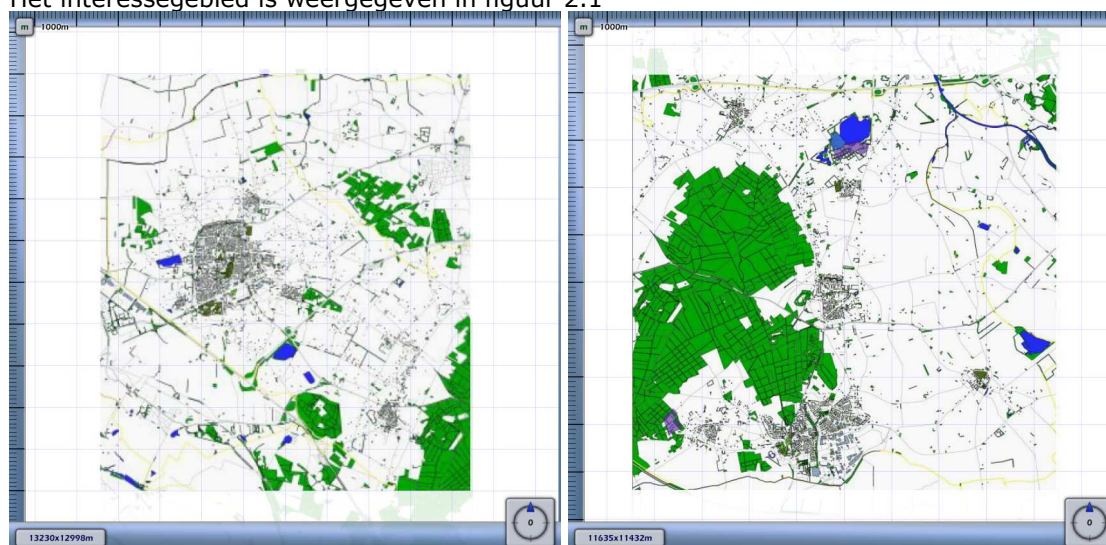 Het interessegebied is weergegeven in figuur 2.1
m 1000m
m 1000m
0
0
13230x12998m
11635x11432m